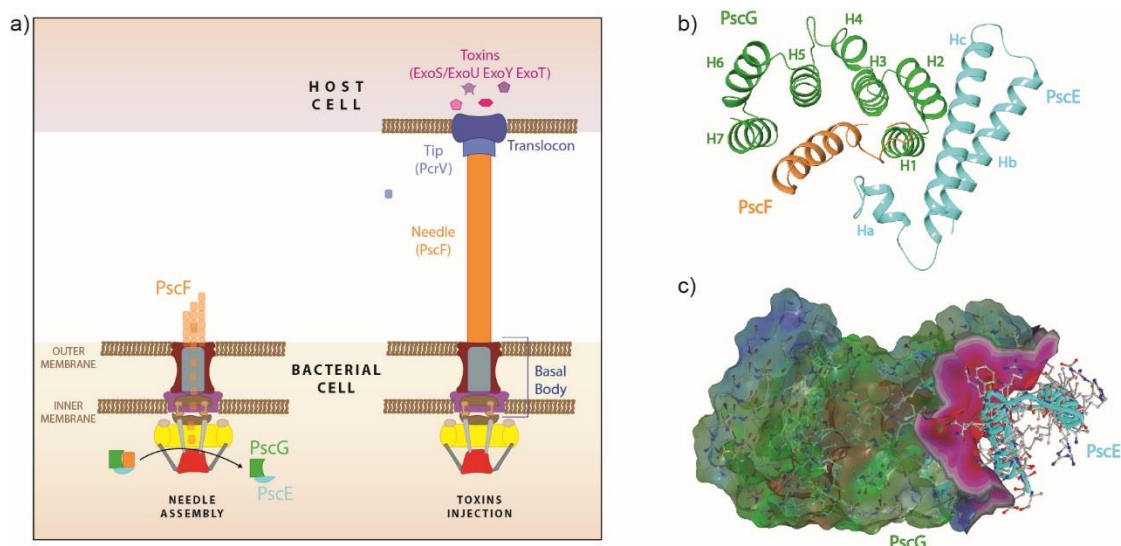 a)
Toxins
(ExoS/ExoU ExoY ExoT)
HOST
CELL
Translocon
Tip
(PcrV)
Needle
(PscF)
PscF
OUTER
MEMBRANE
BACTERIAL
CELL
Basal
Body
INNER
MEMBRANE
PscG
PscE
NEEDLE
ASSEMBLY
TOXINS
INJECTION
b)
PscG
H4
Hc
H6
H5
H3
H2
PscE
H7
H1
Hb
PscF
Ha
c)
PscE
PscG